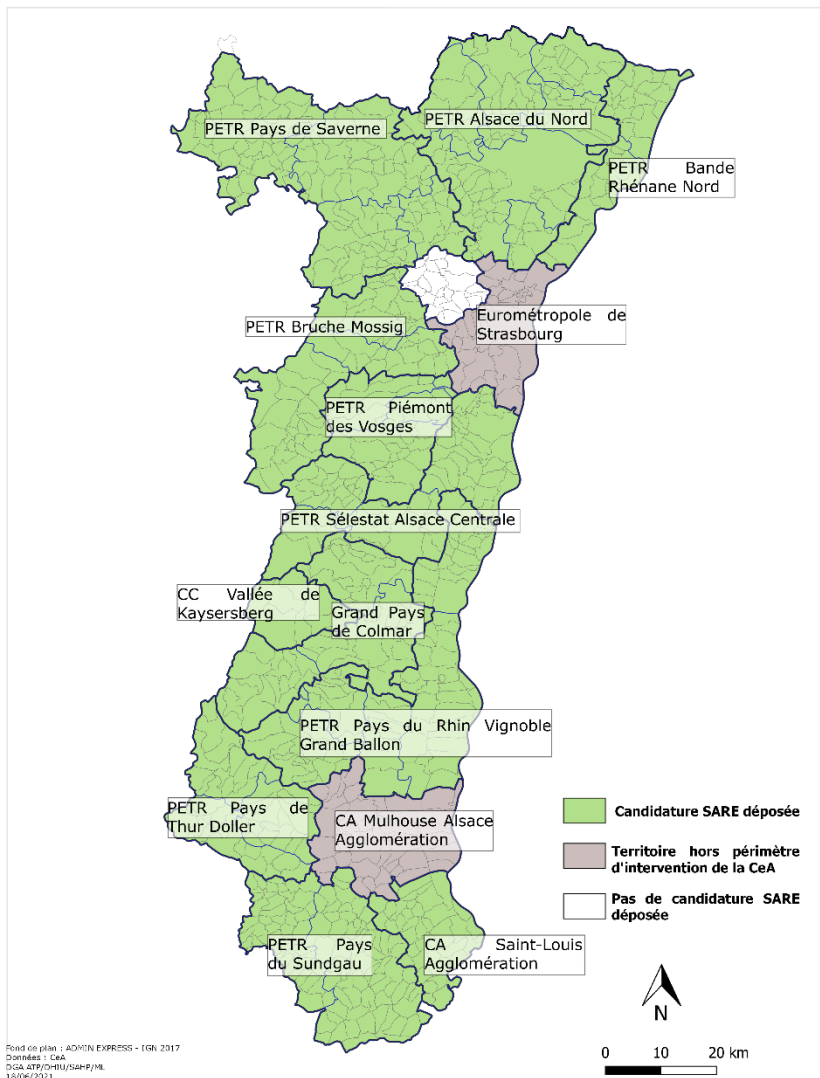 PETR Pays de Saverne
PETR Alsace du Nord
PETR Bande
Rhénane Nord
Eurométropole de
Strasbourg
PETR Bruche Mossig
PETR Piémont
des Vosges
PETR Sélestat Alsace Centrale
CC Vallée de
Kaysersberg
Grand Pays
de Colmar
PETR Pays du Rhin Vignoble
Grand Ballon
PETR Pays de
Thur Doller
CA Mulhouse Alsace
Agglomération
PETR Pays
du Sundgau
CA Saint-Louis
Agglomération
Candidature SARE déposée
Territoire hors périmètre
d'intervention de la CeA
Pas de candidature SARE
déposée
N
0 10 20 km
Fond de plan : ADMIN EXPRESS - IGN 2017
Données : CeA
DGA ATP/DHIU/SAHP/ML
18/06/2021